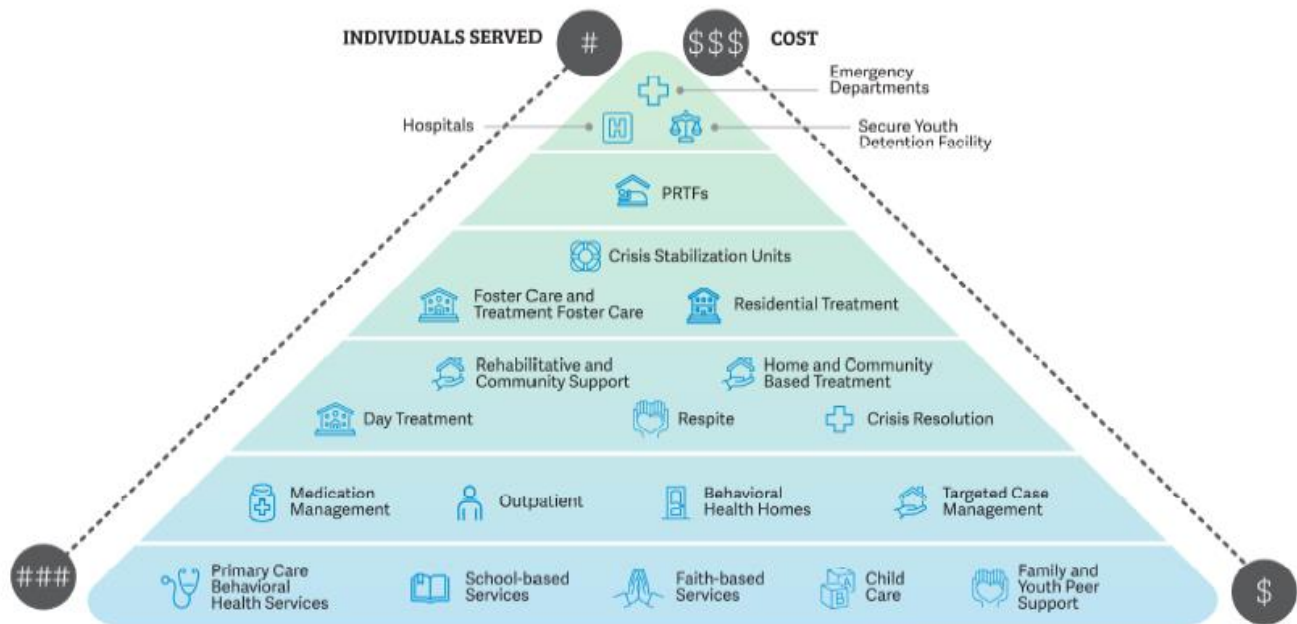 INDIVIDUALS SERVED
#
$$$
COST
Emergency
Departments
Hospitals
H
Secure Youth
Detention Facility
PRTFs
Crisis Stabilization Units
Foster Care and
Treatment Foster Care
Residential Treatment
Rehabilitative and
Community Support
Home and Community
Based Treatment
Day Treatment
Respite
Crisis Resolution
Medication
Management
Outpatient
Behavioral
Health Homes
Targeted Case
Management
###
Primary Care
Behavioral
Health Services
School-based
Services
Faith-based
Services
A
B
Child
Care
Family and
Youth Peer
Support
$